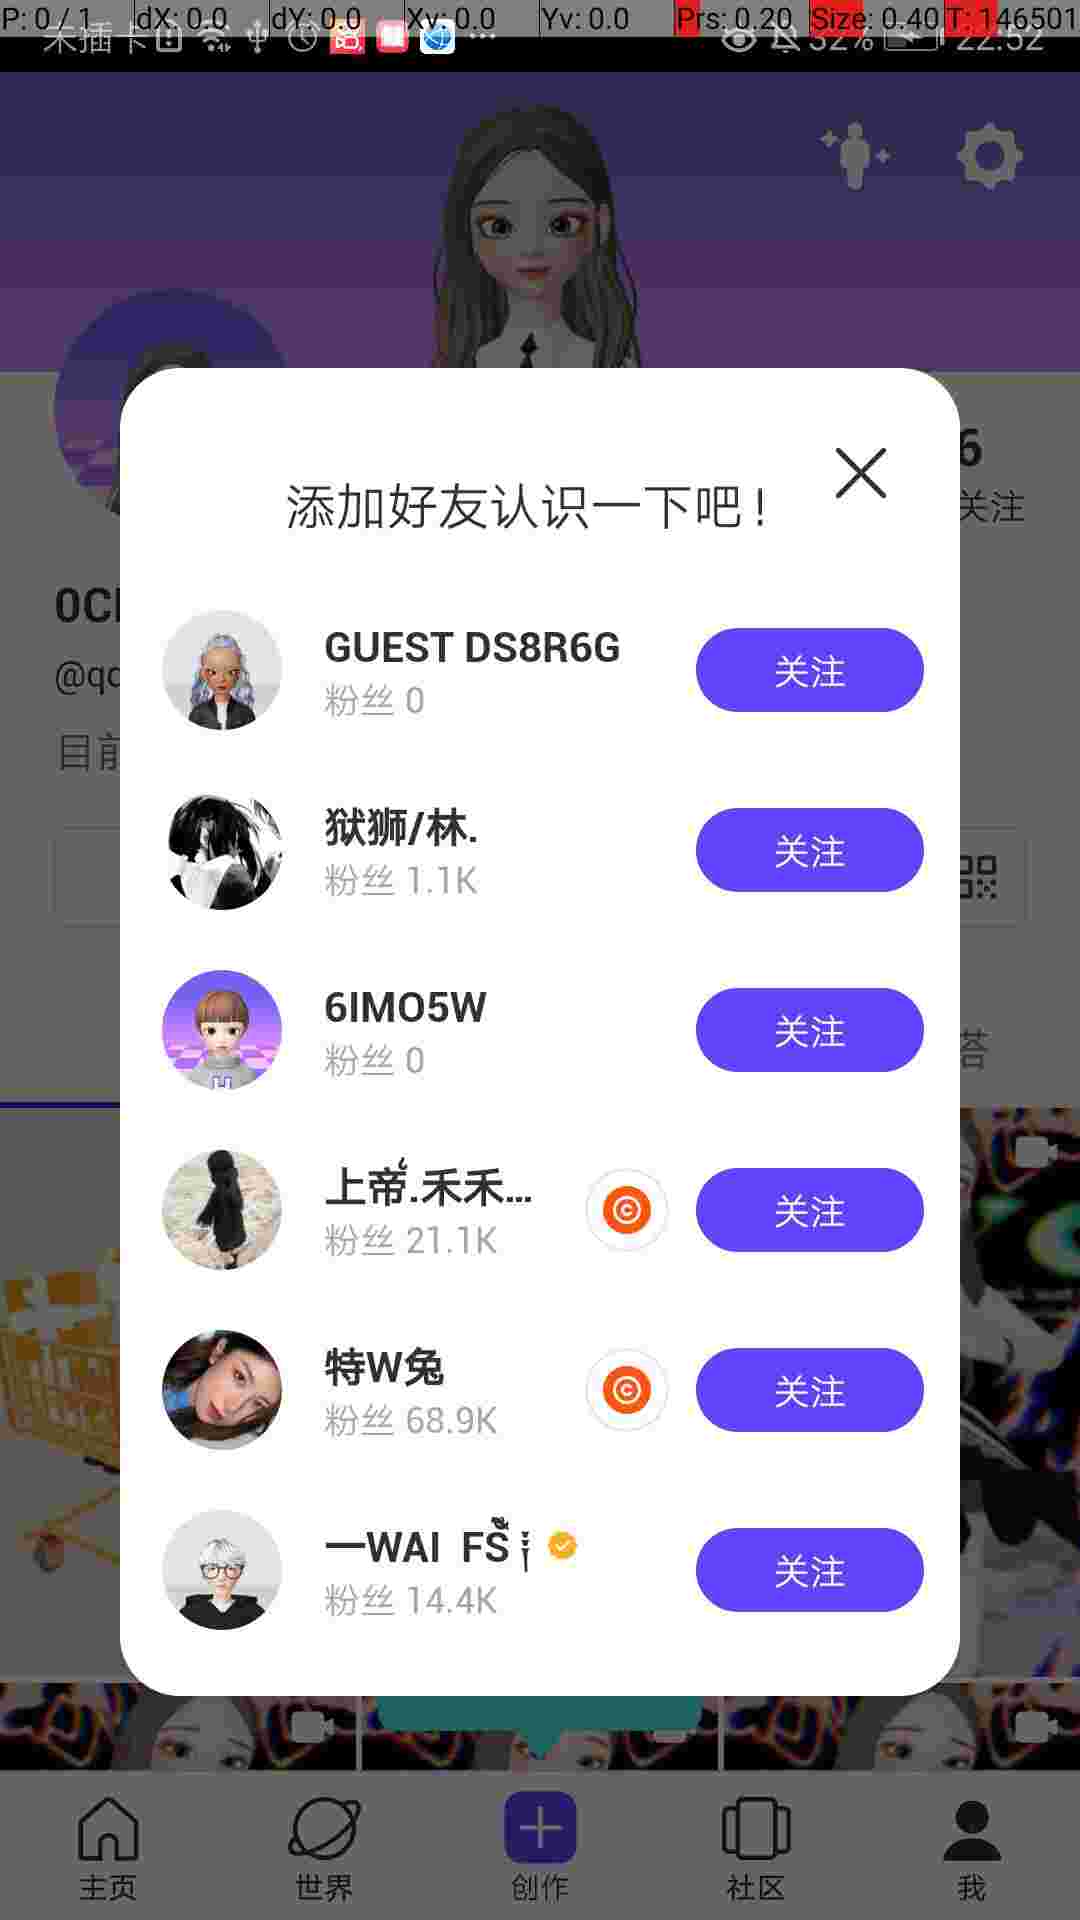 P: 0 / 1 dX: 0.0 dY: 0.0 Xv: 0.0 Yv: 0.0 Prs: 0.20 Size: 0.40 T: 146501
未插卡 32% 22:52
6
关注
添加好友认识一下吧!
GUEST DS8R6G
粉丝 0
关注
狱狮/林.
粉丝 1.1K
关注
6IMO5W
粉丝 0
关注
上帝.禾禾...
粉丝 21.1K
关注
特W兔
粉丝 68.9K
关注
一WAI FS
粉丝 14.4K
关注
目前
答
主页
世界
创作
社区
我